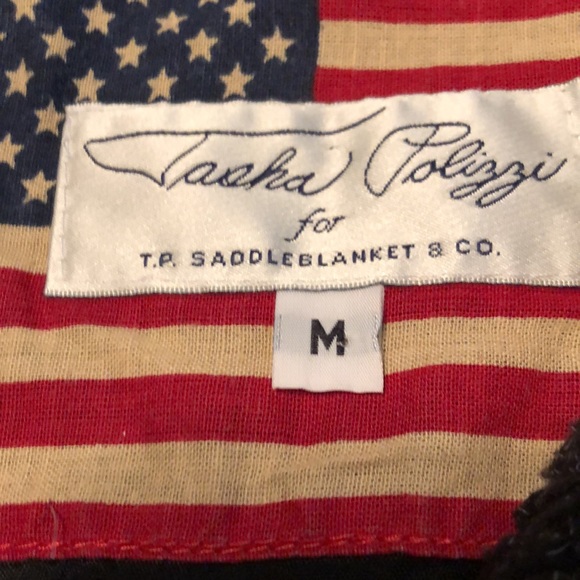 Tasha Polizzi
for
T.P. SADDLEBLANKET & CO.
M